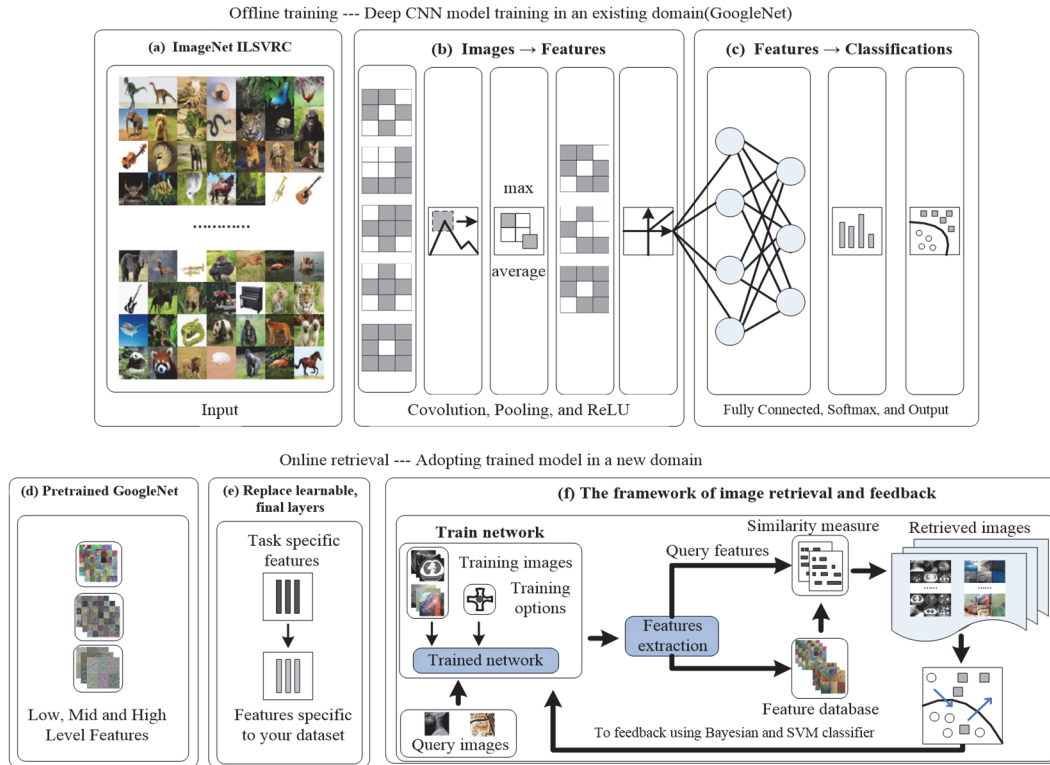 Offline training --- Deep CNN model training in an existing domain(GoogleNet)
(a) ImageNet ILSVRC
............
Input
(b) Images → Features
max
average
Covolution, Pooling, and ReLU
(c) Features → Classifications
Fully Connected, Softmax, and Output
Online retrieval --- Adopting trained model in a new domain
(d) Pretrained GoogleNet
Low, Mid and High
Level Features
(e) Replace learnable,
final layers
Task specific
features
Features specific
to your dataset
(f) The framework of image retrieval and feedback
Train network
Training images
Training
options
Trained network
Query images
Features
extraction
Query features
Similarity measure
Feature database
Retrieved images
......
......
To feedback using Bayesian and SVM classifier